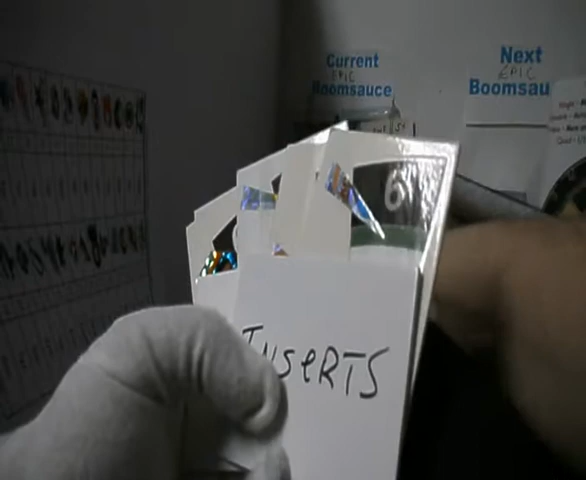 Current
EPIC
Boomsauce
Next
EPIC
Boomsau
6
INSERTS